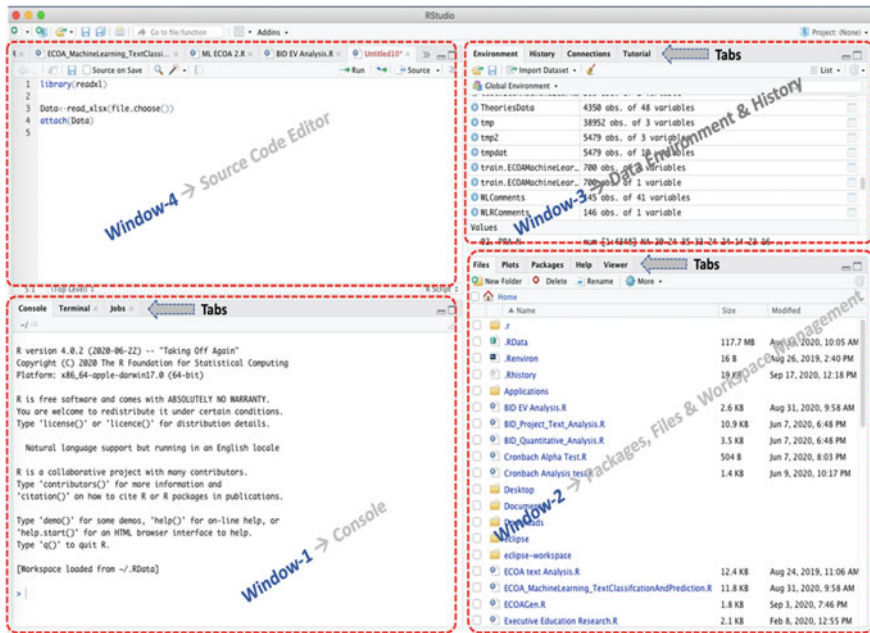 RStudio
Go to file/function
Addins
Project: (None)
ECOA_MachineLearning_TextClassi...
ML ECOA 2.R
BID EV Analysis.R
Untitled10*
Source on Save
Run
Source
1 library(readxl)
2
3 Data<-read_xlsx(file.choose())
4 attach(Data)
5
Window-4 → Source Code Editor
5:1 (Top Level) R Script
Environment History Connections Tutorial
Tabs
Import Dataset
List
Global Environment
TheoriesData 4350 obs. of 48 variables
tmp 38952 obs. of 3 variables
tmp2 5479 obs. of 3 variables
tmpdat 5479 obs. of variables
train.ECOAMachineLear… 700 obs. of variables
train.ECOAMachineLear… 700 obs. of 1 variable
WLComments 145 obs. of 41 variables
WLRComments 146 obs. of 1 variable
Values
Window-3 → Data Environment & History
Console Terminal Jobs
Tabs
~/
R version 4.0.2 (2020-06-22) -- "Taking Off Again"
Copyright (C) 2020 The R Foundation for Statistical Computing
Platform: x86_64-apple-darwin17.0 (64-bit)
R is free software and comes with ABSOLUTELY NO WARRANTY.
You are welcome to redistribute it under certain conditions.
Type 'license()' or 'licence()' for distribution details.
Natural language support but running in an English locale
R is a collaborative project with many contributors.
Type 'contributors()' for more information and
'citation()' on how to cite R or R packages in publications.
Type 'demo()' for some demos, 'help()' for on-line help, or
'help.start()' for an HTML browser interface to help.
Type 'q()' to quit R.
[Workspace loaded from ~/.RData]
>
Window-1 → Console
Files Plots Packages Help Viewer
Tabs
New Folder Delete Rename More
Home
Name Size Modified
.r
.RData 117.7 MB 2020, 10:05 AM
.Renviron 16 B Aug 26, 2019, 2:40 PM
.Rhistory 19 KB Sep 17, 2020, 12:18 PM
Applications
BID EV Analysis.R 2.6 KB Aug 31, 2020, 9:58 AM
BID_Project_Text_Analysis.R 10.9 KB Jun 7, 2020, 6:48 PM
BID_Quantitative_Analysis.R 3.5 KB Jun 7, 2020, 6:48 PM
Cronbach Alpha Test.R 504 B Jun 7, 2020, 8:03 PM
Cronbach Analysis test.R 1.4 KB Jun 9, 2020, 10:17 PM
Desktop
Documents
Downloads
eclipse
eclipse-workspace
ECOA text Analysis.R 12.4 KB Aug 24, 2019, 11:06 AM
ECOA_MachineLearning_TextClassifcationAndPrediction.R 11.8 KB Aug 31, 2020, 9:58 AM
ECOAGen.R 1.8 KB Sep 3, 2020, 7:46 PM
Executive Education Research.R 2.1 KB Feb 8, 2020, 12:55 PM
Window-2 → Packages, Files & Workspace Management